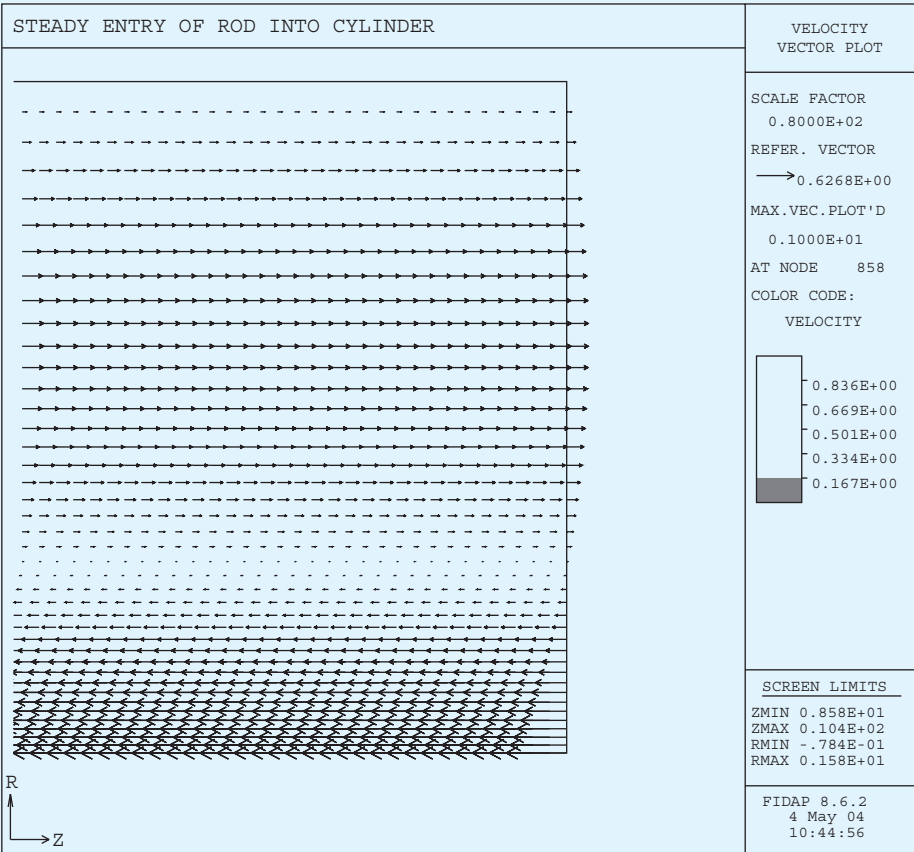 STEADY ENTRY OF ROD INTO CYLINDER
VELOCITY
VECTOR PLOT
SCALE FACTOR
0.8000E+02
REFER. VECTOR
0.6268E+00
MAX.VEC.PLOT'D
0.1000E+01
AT NODE 858
COLOR CODE:
VELOCITY
0.836E+00
0.669E+00
0.501E+00
0.334E+00
0.167E+00
SCREEN LIMITS
ZMIN 0.858E+01
ZMAX 0.104E+02
RMIN -.784E-01
RMAX 0.158E+01
FIDAP 8.6.2
4 May 04
10:44:56
R
Z